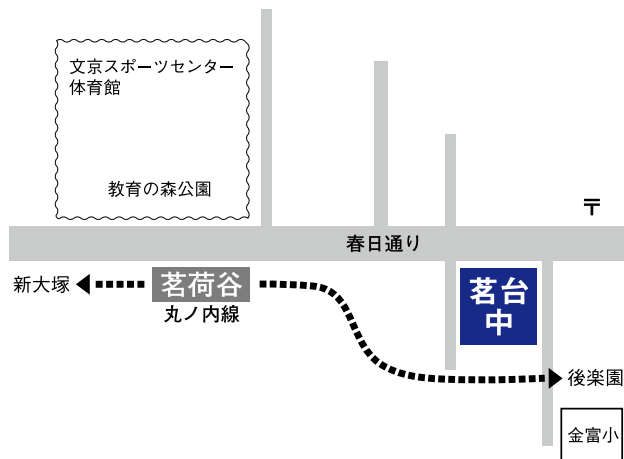 文京スポーツセンター
体育館
教育の森公園
〒
春日通り
新大塚
茗荷谷
丸ノ内線
茗台
中
後楽園
金富小